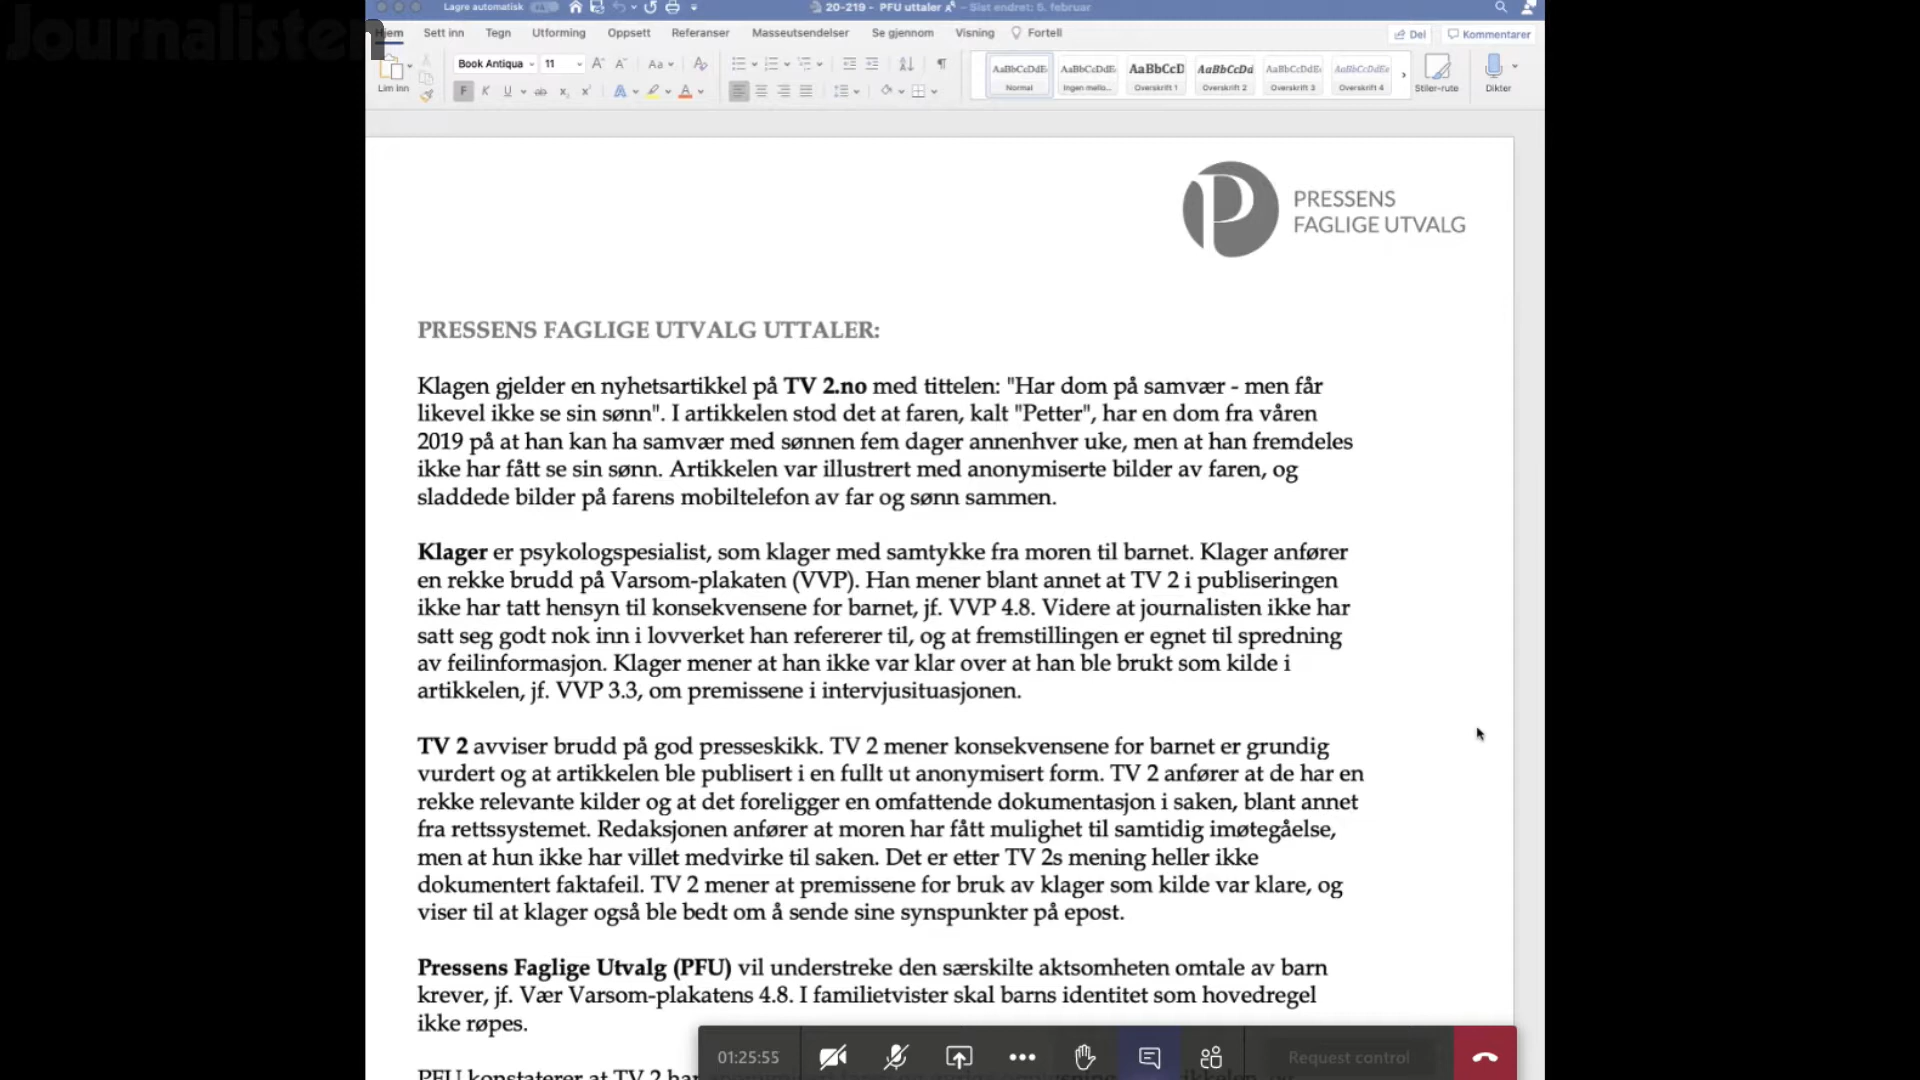 Journalisten
Lagre automatisk
20-219 - PFU uttaler
Sist endret: 5. februar
Hjem Sett inn Tegn Utforming Oppsett Referanser Masseutsendelser Se gjennom Visning Fortell
Del Kommentarer
Lim inn
Book Antiqua 11
Aa
F K U ab x x A A
AaBbCcDdE AaBbCcDdE AaBbCcD AaBbCcDd AaBbCcDdE AaBbCcDdEe
Normal Ingen mello... Overskrift 1 Overskrift 2 Overskrift 3 Overskrift 4
Stiler-rute Dikter
PRESSENS
FAGLIGE UTVALG
PRESSENS FAGLIGE UTVALG UTTALER:
Klagen gjelder en nyhetsartikkel på TV 2.no med tittelen: "Har dom på samvær - men får
likevel ikke se sin sønn". I artikkelen stod det at faren, kalt "Petter", har en dom fra våren
2019 på at han kan ha samvær med sønnen fem dager annenhver uke, men at han fremdeles
ikke har fått se sin sønn. Artikkelen var illustrert med anonymiserte bilder av faren, og
sladdede bilder på farens mobiltelefon av far og sønn sammen.
Klager er psykologspesialist, som klager med samtykke fra moren til barnet. Klager anfører
en rekke brudd på Varsom-plakaten (VVP). Han mener blant annet at TV 2 i publiseringen
ikke har tatt hensyn til konsekvensene for barnet, jf. VVP 4.8. Videre at journalisten ikke har
satt seg godt nok inn i lovverket han refererer til, og at fremstillingen er egnet til spredning
av feilinformasjon. Klager mener at han ikke var klar over at han ble brukt som kilde i
artikkelen, jf. VVP 3.3, om premissene i intervjusituasjonen.
TV 2 avviser brudd på god presseskikk. TV 2 mener konsekvensene for barnet er grundig
vurdert og at artikkelen ble publisert i en fullt ut anonymisert form. TV 2 anfører at de har en
rekke relevante kilder og at det foreligger en omfattende dokumentasjon i saken, blant annet
fra rettssystemet. Redaksjonen anfører at moren har fått mulighet til samtidig imøtegåelse,
men at hun ikke har villet medvirke til saken. Det er etter TV 2s mening heller ikke
dokumentert faktafeil. TV 2 mener at premissene for bruk av klager som kilde var klare, og
viser til at klager også ble bedt om å sende sine synspunkter på epost.
Pressens Faglige Utvalg (PFU) vil understreke den særskilte aktsomheten omtale av barn
krever, jf. Vær Varsom-plakatens 4.8. I familietvister skal barns identitet som hovedregel
ikke røpes.
01:25:55 Request control
PFU konstaterer at TV 2 har